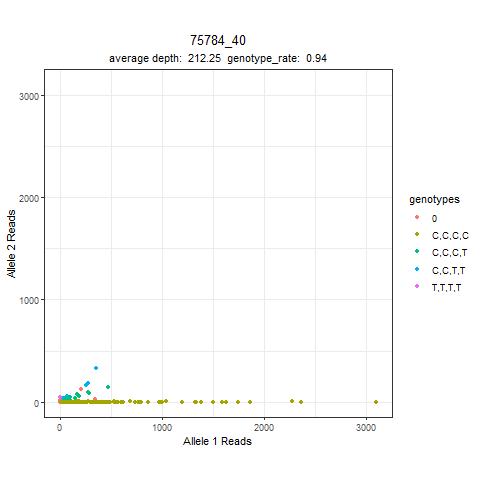 75784_40
average depth:  212.25  genotype_rate:  0.94
3000
2000
1000
0
Allele 2 Reads
0
1000
2000
3000
Allele 1 Reads
genotypes
0
C,C,C,C
C,C,C,T
C,C,T,T
T,T,T,T